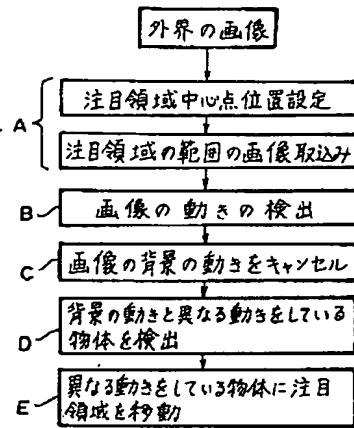 外界の画像
A
注目領域中心点位置設定
注目領域の範囲の画像取込み
B
画像の動きの検出
C
画像の背景の動きをキャンセル
D
背景の動きと異なる動きをしている
物体を検出
E
異なる動きをしている物体に注目
領域を移動